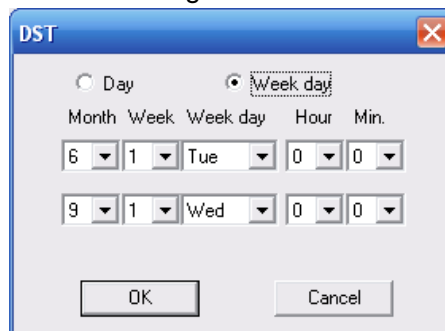 DST
Day Week day
Month Week Week day Hour Min.
6 1 Tue 0 0
9 1 Wed 0 0
OK Cancel